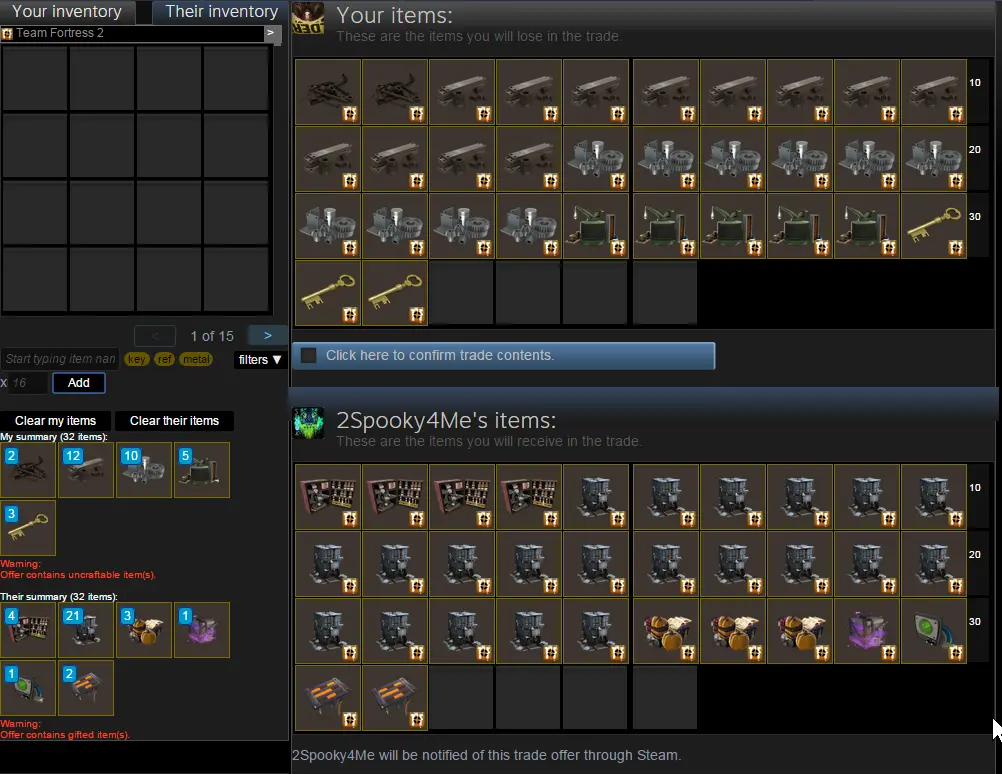 Your inventory
Their inventory
Team Fortress 2
>
<
1 of 15
>
Start typing item nan
key
ref
metal
filters ▼
x
16
Add
Clear my items
Clear their items
My summary (32 items):
2
12
10
5
3
Warning:
Offer contains uncraftable item(s).
Their summary (32 items):
4
21
3
1
1
2
Warning:
Offer contains gifted item(s).
Your items:
These are the items you will lose in the trade.
10
20
30
Click here to confirm trade contents.
2Spooky4Me's items:
These are the items you will receive in the trade.
10
20
30
2Spooky4Me will be notified of this trade offer through Steam.